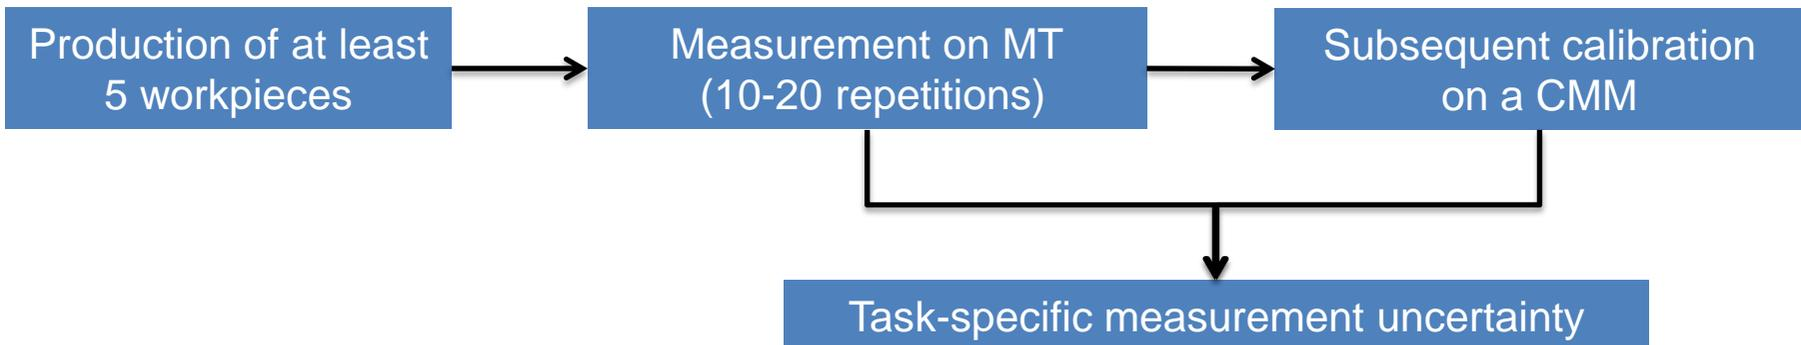 Production of at least
5 workpieces
Measurement on MT
(10-20 repetitions)
Subsequent calibration
on a CMM
Task-specific measurement uncertainty